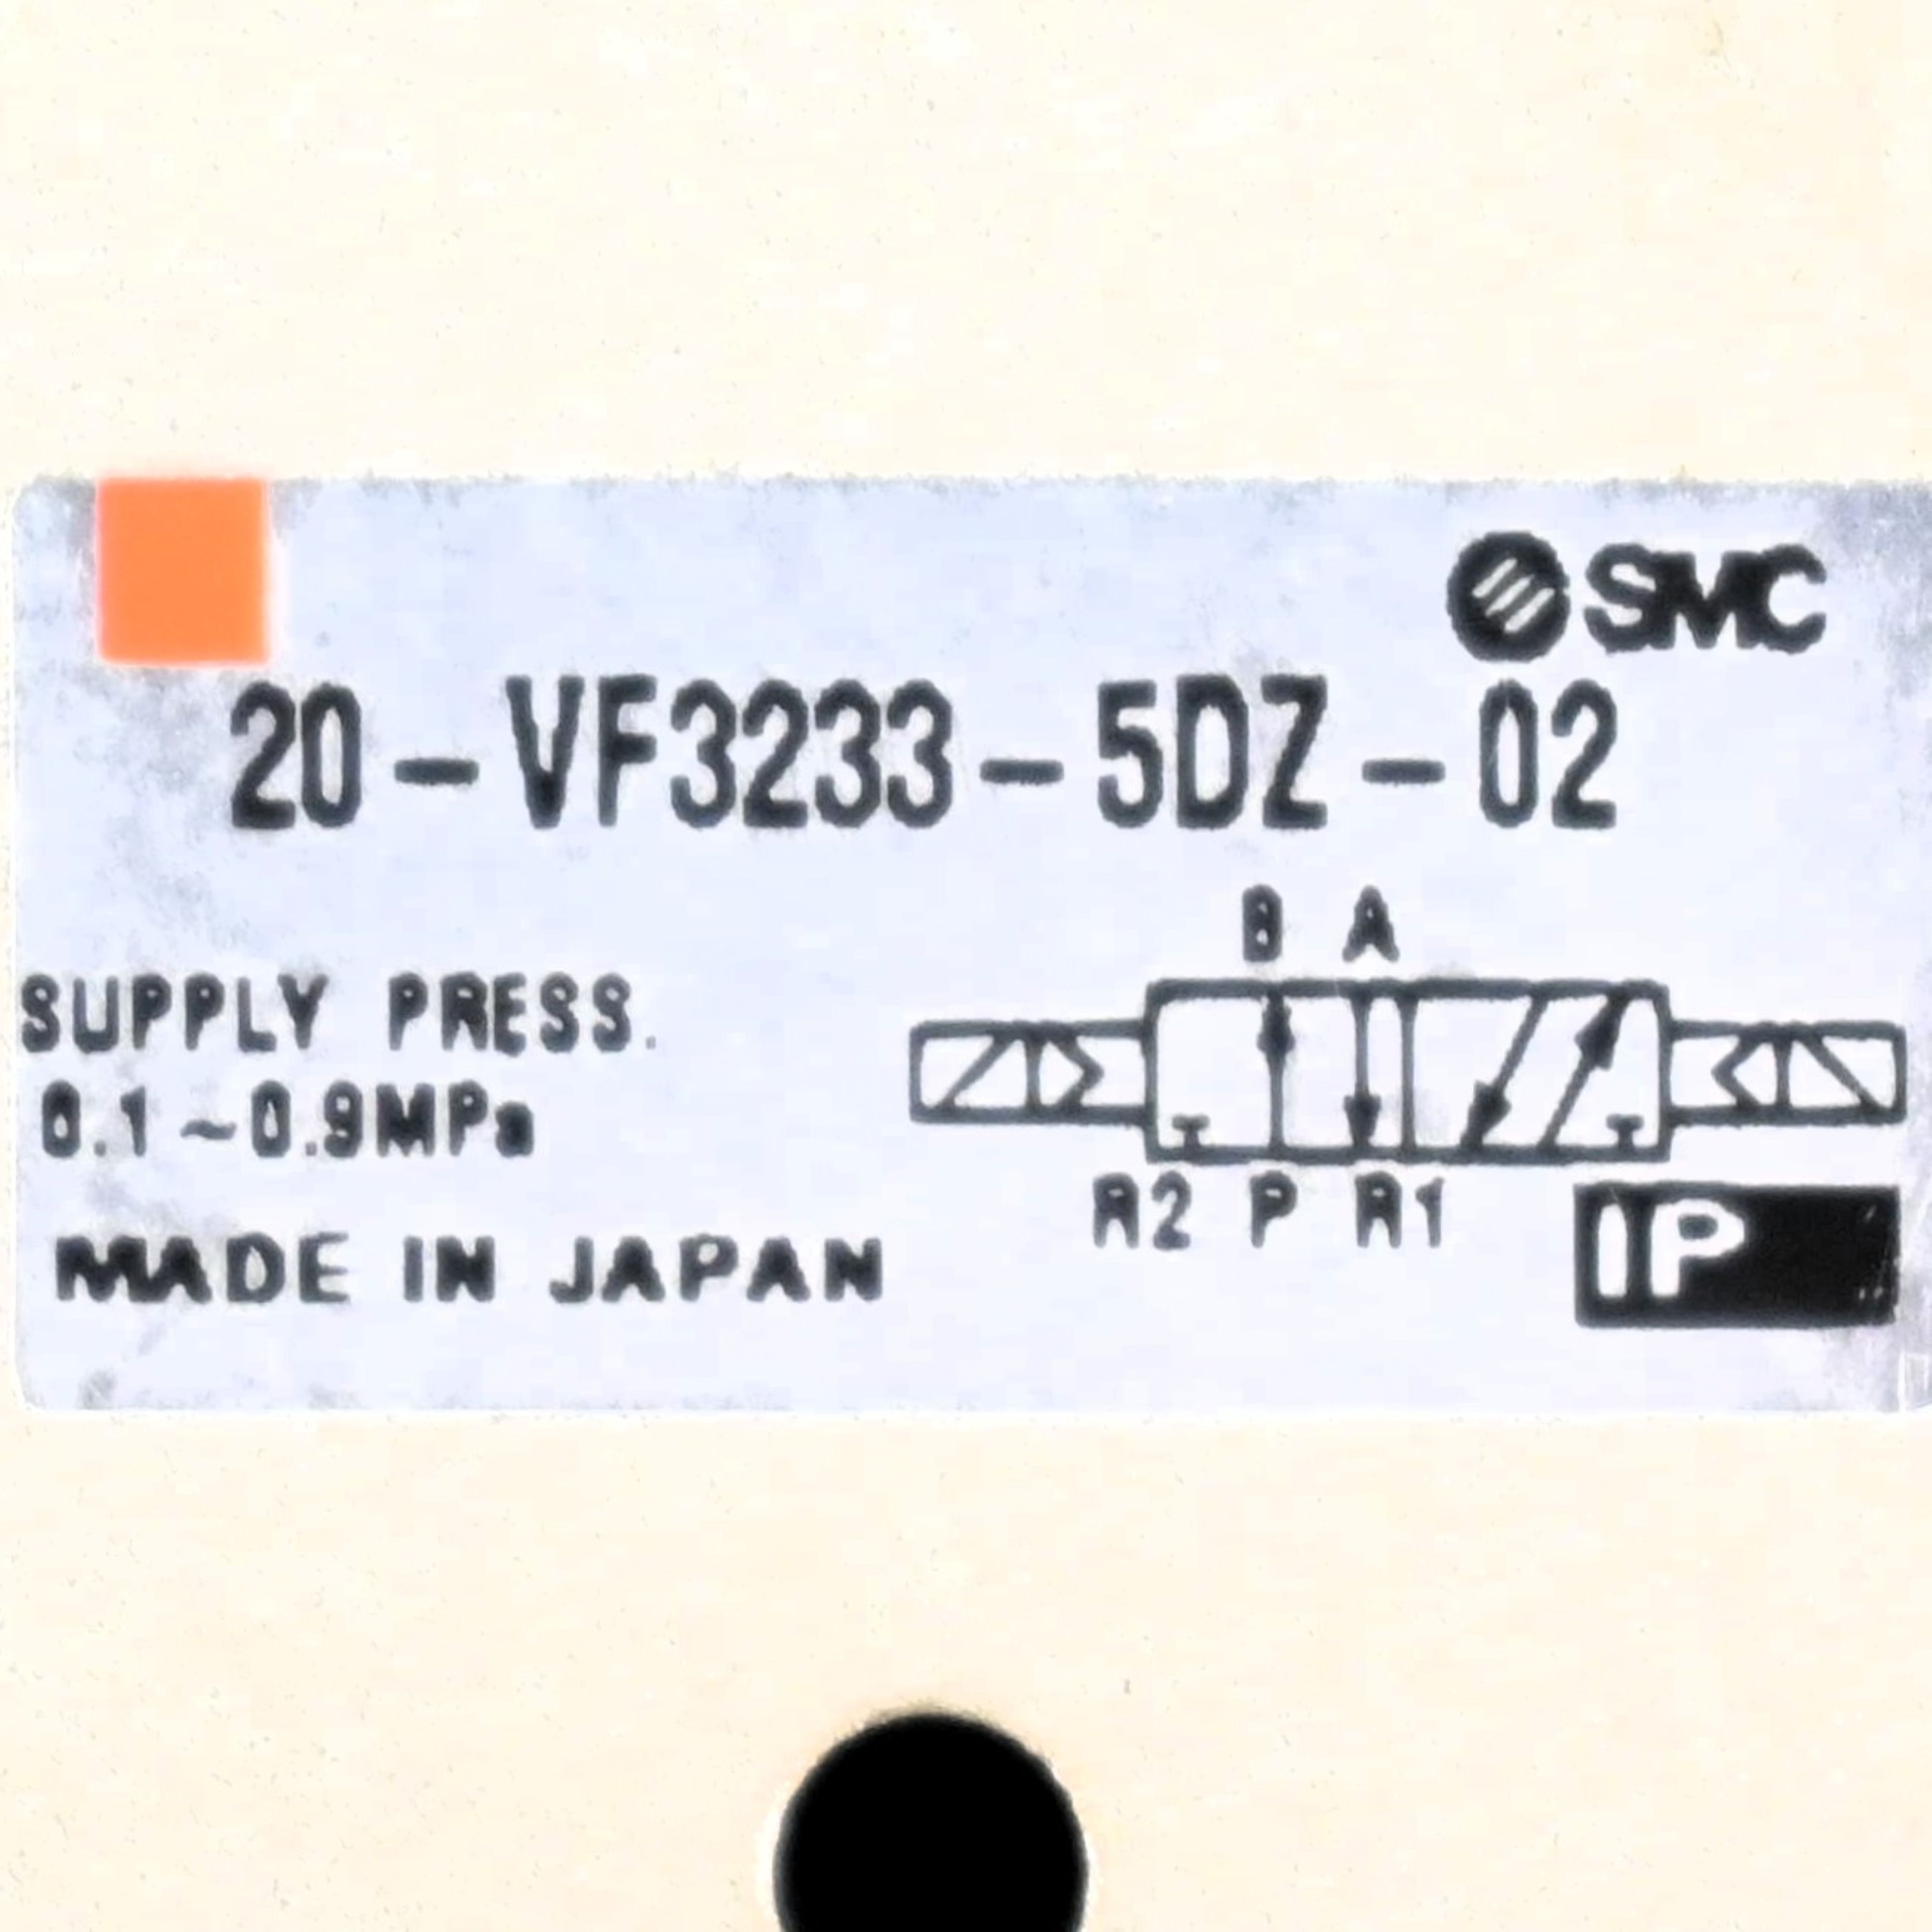 SMC
20-VF3233-5DZ-02
B A
SUPPLY PRESS.
0.1~0.9MPa
R2 P R1
IP
MADE IN JAPAN